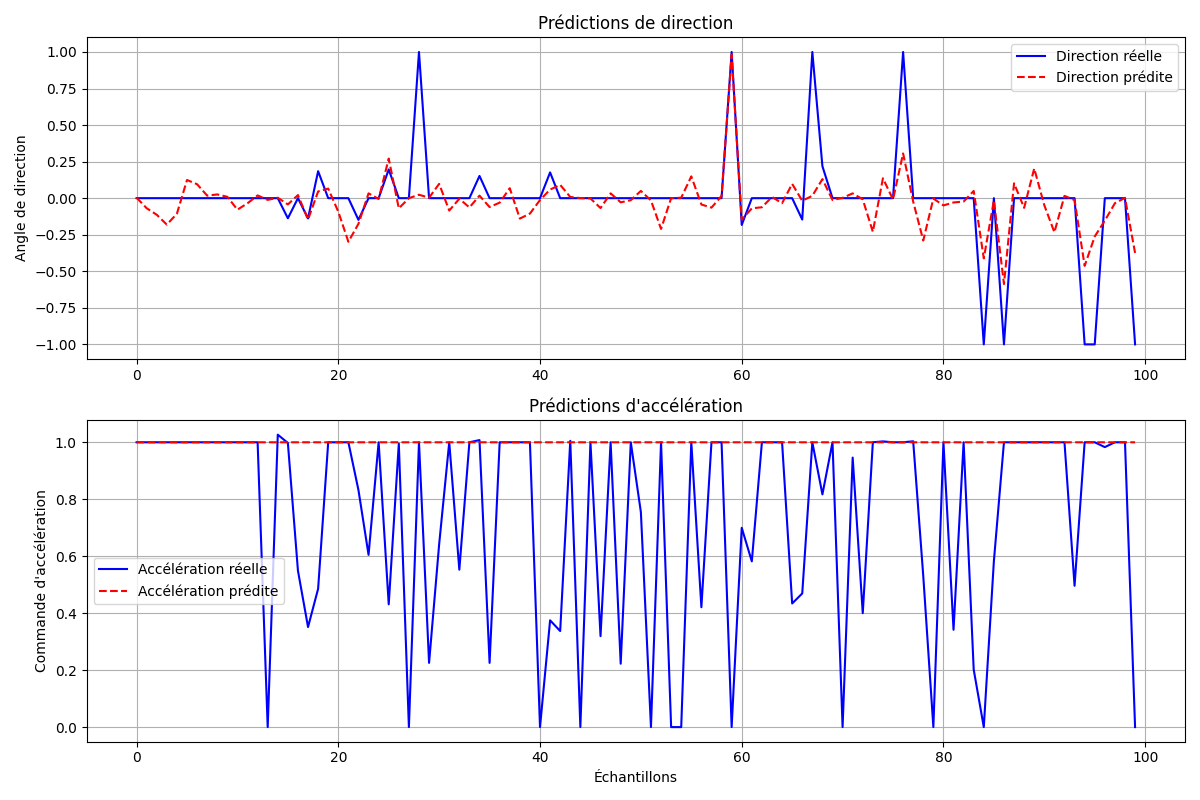 Prédictions de direction
Angle de direction
1.00
0.75
0.50
0.25
0.00
−0.25
−0.50
−0.75
−1.00
Direction réelle
Direction prédite
0 20 40 60 80 100
Prédictions d'accélération
Commande d'accélération
1.0
0.8
0.6
0.4
0.2
0.0
Accélération réelle
Accélération prédite
0 20 40 60 80 100
Échantillons